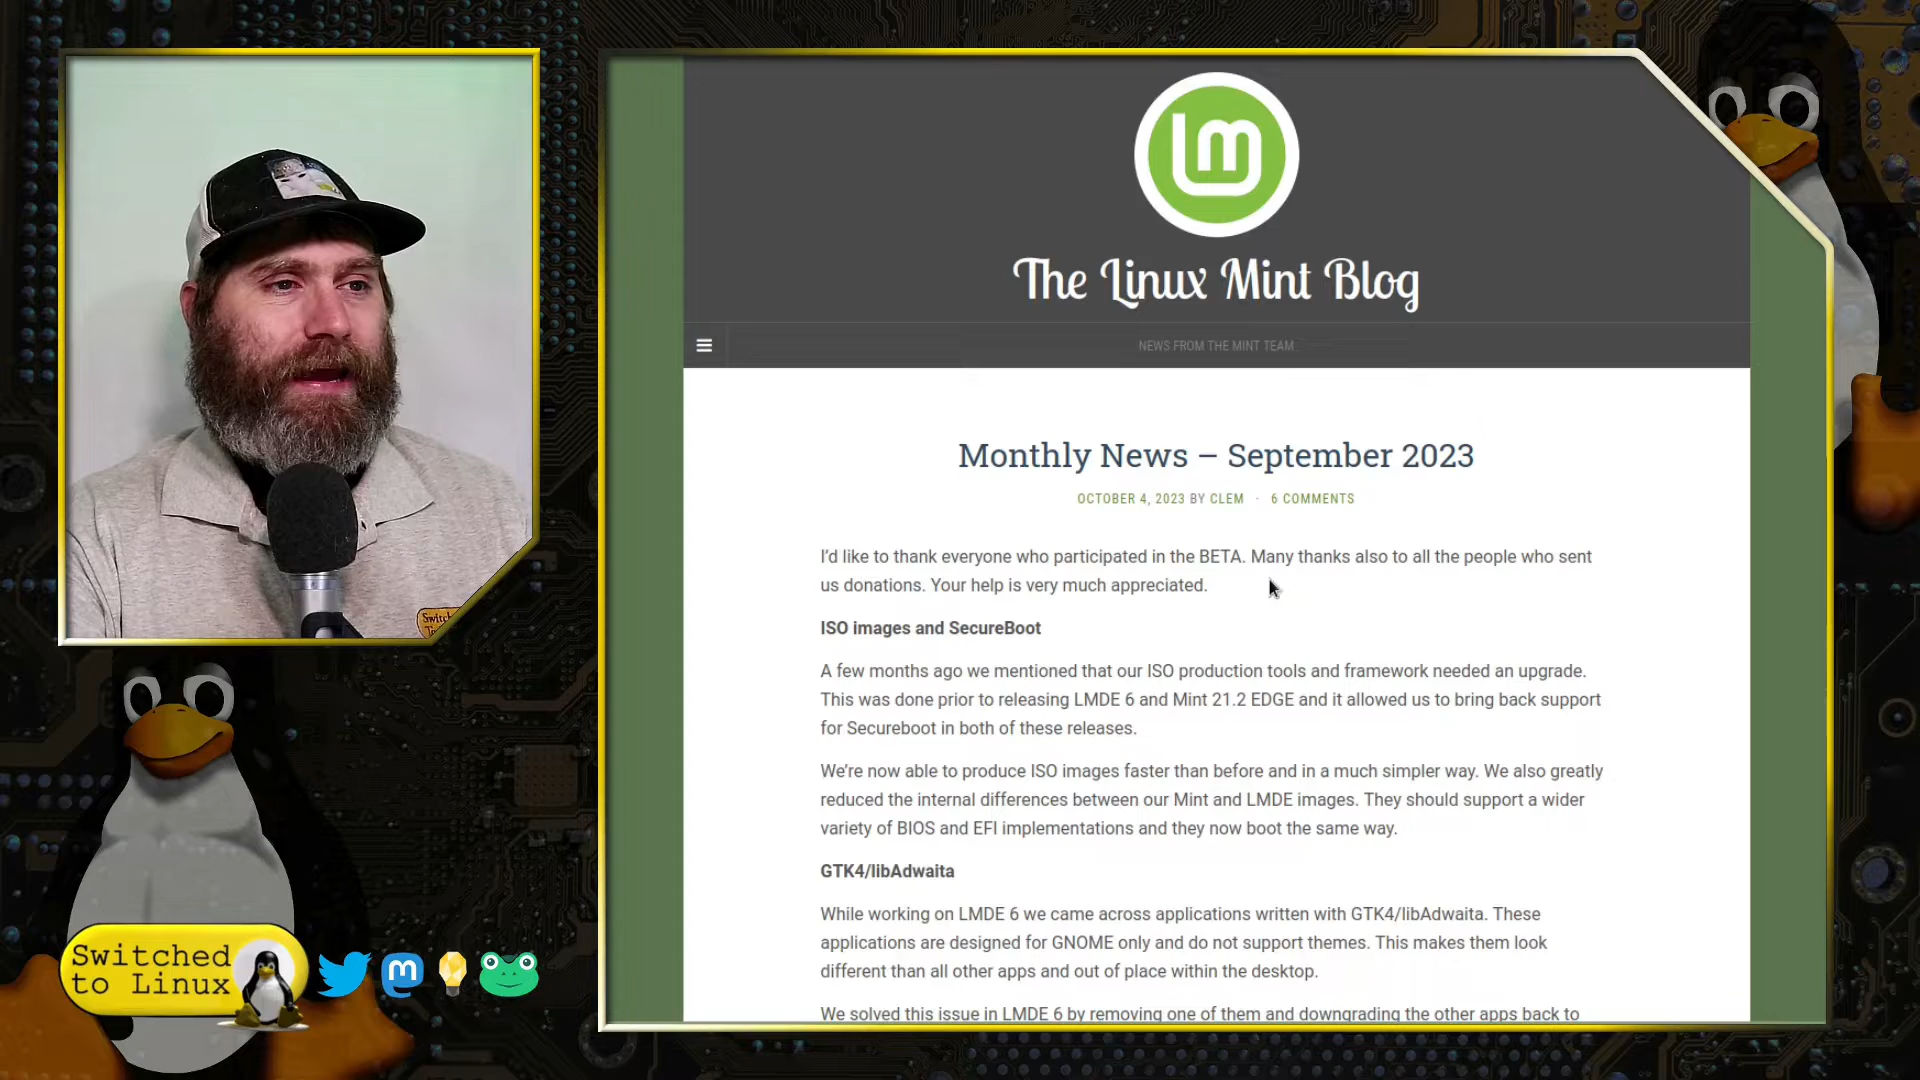 lm
The Linux Mint Blog
NEWS FROM THE MINT TEAM
Monthly News – September 2023
OCTOBER 4, 2023 BY CLEM · 6 COMMENTS
I'd like to thank everyone who participated in the BETA. Many thanks also to all the people who sent
us donations. Your help is very much appreciated.
ISO images and SecureBoot
A few months ago we mentioned that our ISO production tools and framework needed an upgrade.
This was done prior to releasing LMDE 6 and Mint 21.2 EDGE and it allowed us to bring back support
for Secureboot in both of these releases.
We're now able to produce ISO images faster than before and in a much simpler way. We also greatly
reduced the internal differences between our Mint and LMDE images. They should support a wider
variety of BIOS and EFI implementations and they now boot the same way.
GTK4/libAdwaita
While working on LMDE 6 we came across applications written with GTK4/libAdwaita. These
applications are designed for GNOME only and do not support themes. This makes them look
different than all other apps and out of place within the desktop.
We solved this issue in LMDE 6 by removing one of them and downgrading the other apps back to
Switched
to Linux
m